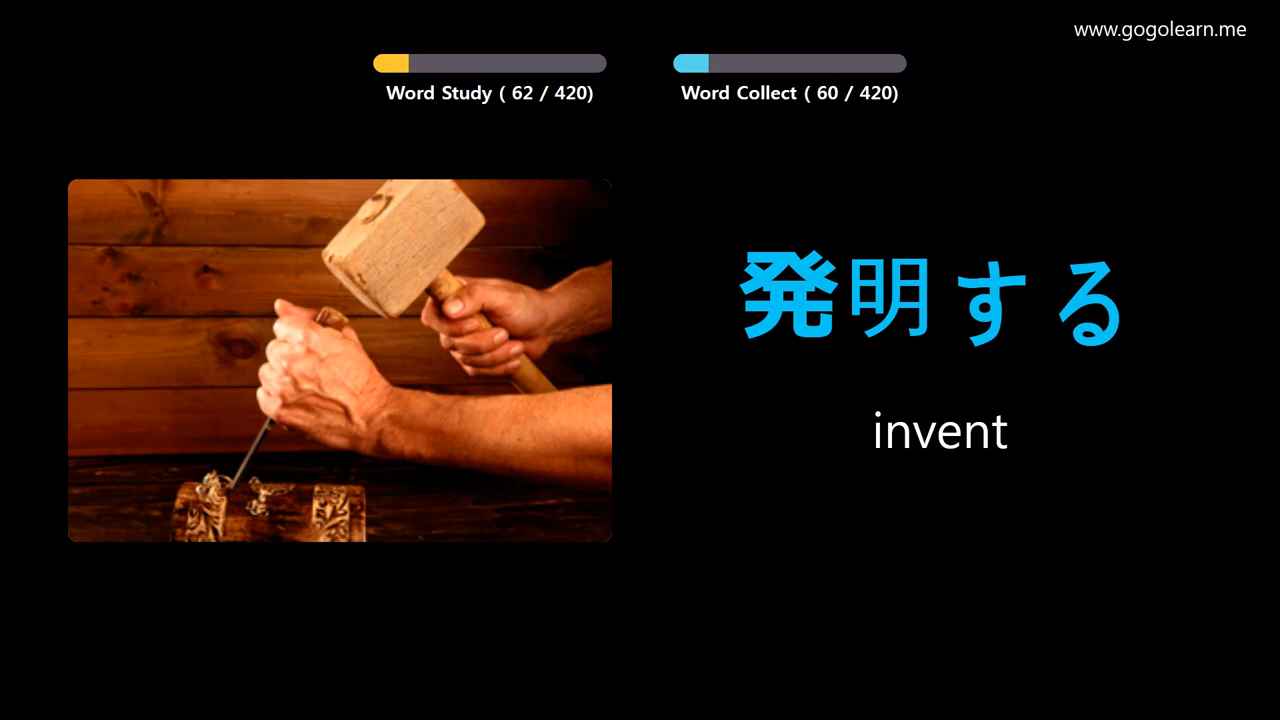 www.gogolearn.me
Word Study ( 62 / 420)
Word Collect ( 60 / 420)
発明する
invent